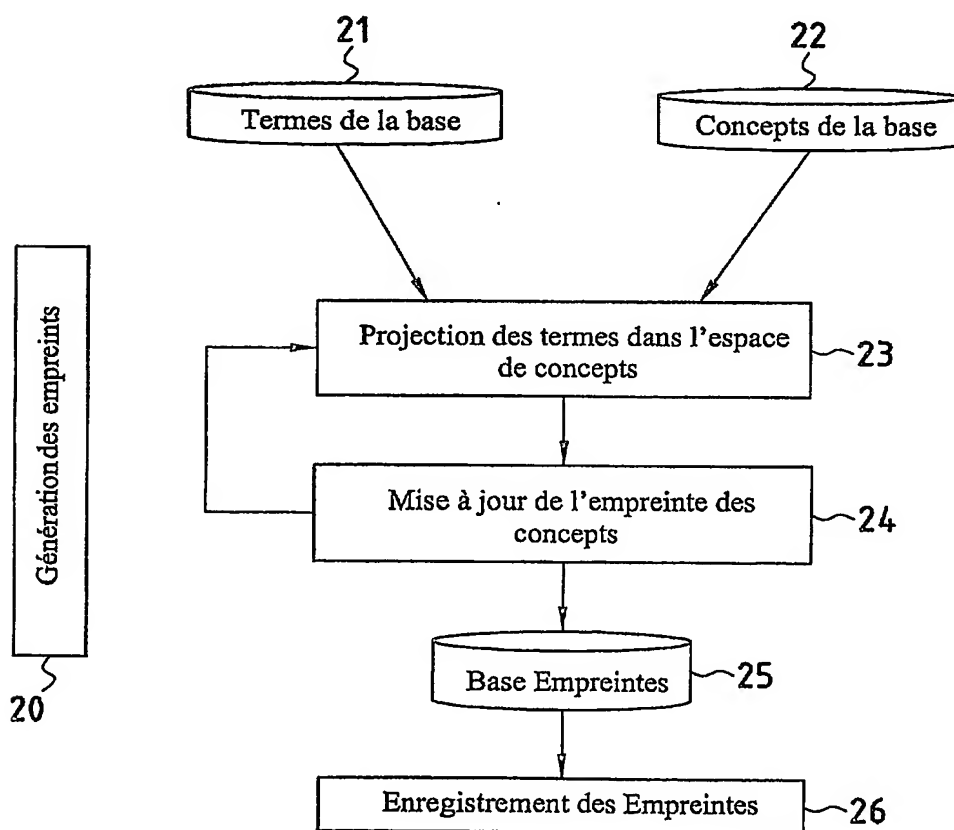 21
22
Termes de la base
Concepts de la base
Projection des termes dans l'espace
de concepts
23
Génération des empreints
Mise à jour de l'empreinte des
concepts
24
Base Empreintes
25
20
Enregistrement des Empreintes
26